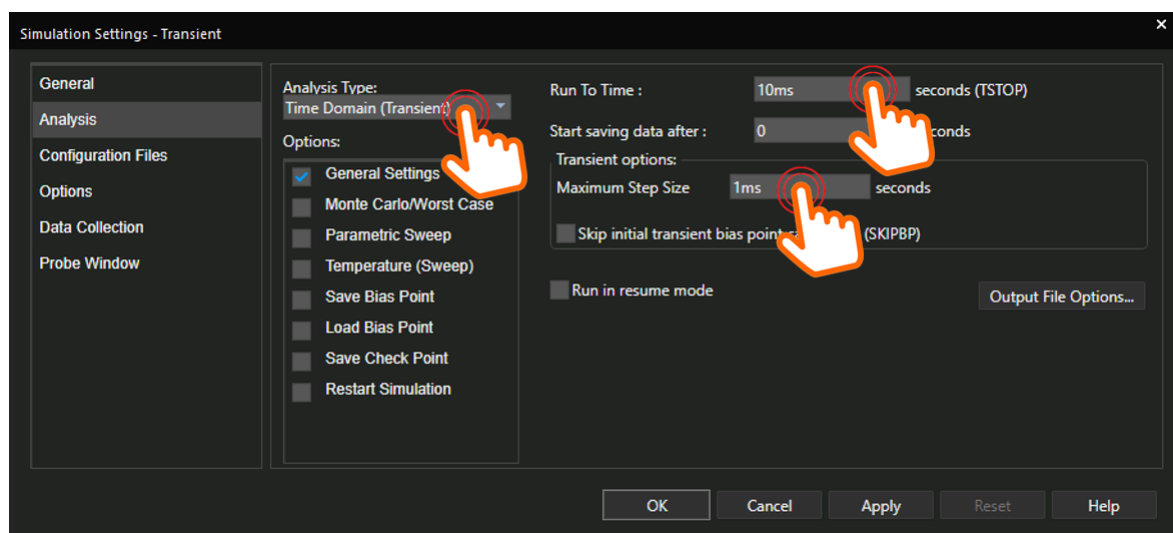 Simulation Settings - Transient
General
Analysis
Configuration Files
Options
Data Collection
Probe Window
Analysis Type:
Time Domain (Transient)
Options:
General Settings
Monte Carlo/Worst Case
Parametric Sweep
Temperature (Sweep)
Save Bias Point
Load Bias Point
Save Check Point
Restart Simulation
Run To Time : 10ms seconds (TSTOP)
Start saving data after : 0 conds
Transient options:
Maximum Step Size 1ms seconds
Skip initial transient bias point (SKIPBP)
Run in resume mode
Output File Options...
OK Cancel Apply Reset Help